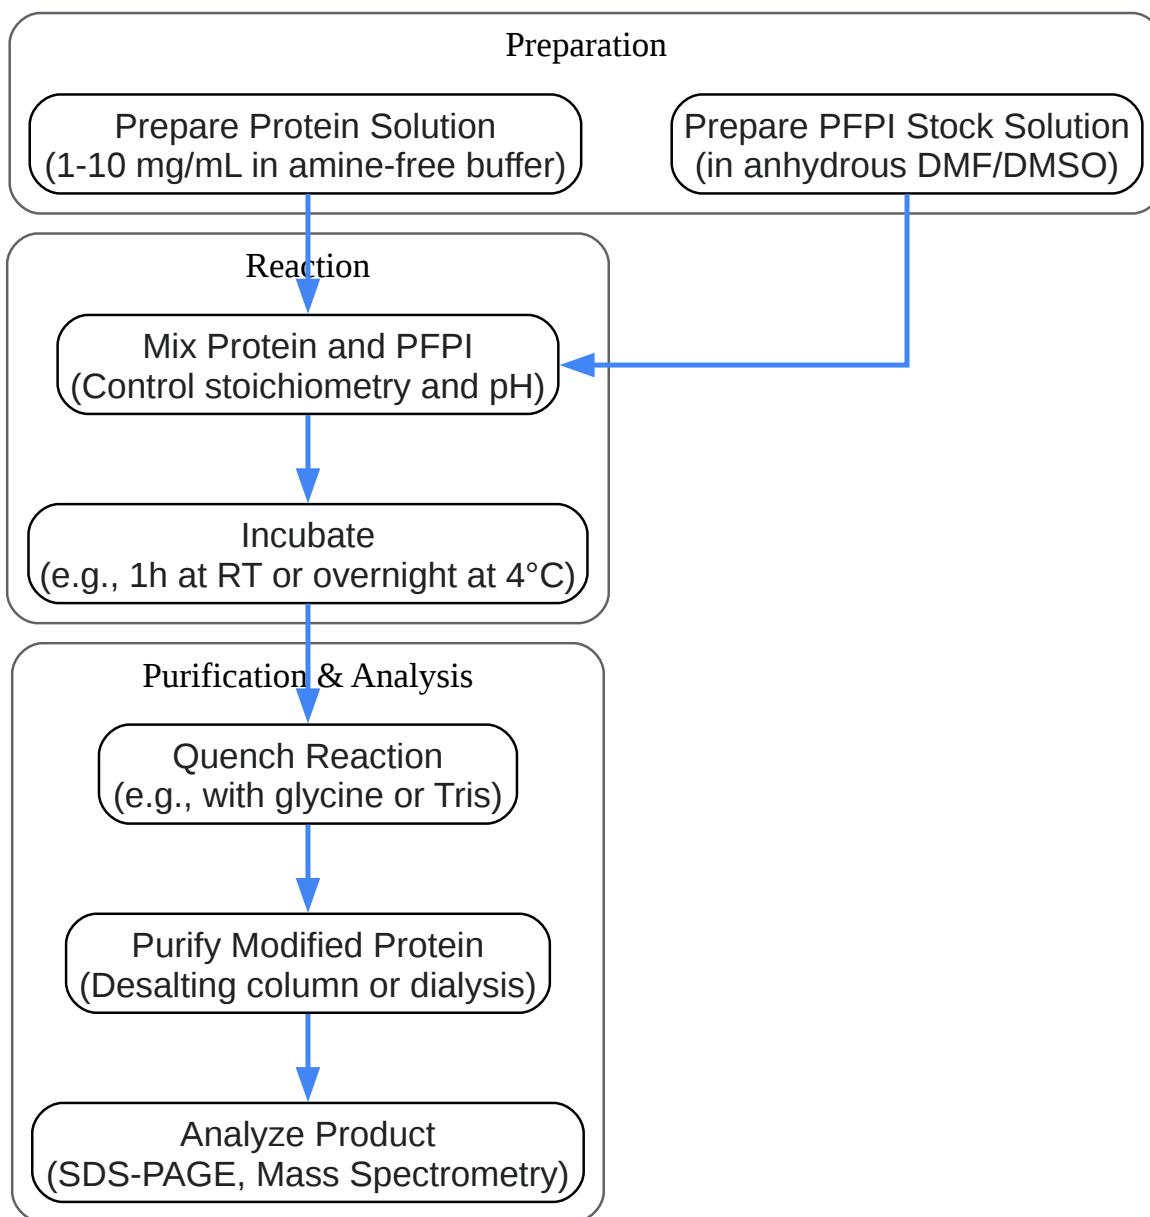 Preparation
Prepare Protein Solution
(1-10 mg/mL in amine-free buffer)
Prepare PFPI Stock Solution
(in anhydrous DMF/DMSO)
Reaction
Mix Protein and PFPI
(Control stoichiometry and pH)
Incubate
(e.g., 1h at RT or overnight at 4°C)
Purification & Analysis
Quench Reaction
(e.g., with glycine or Tris)
Purify Modified Protein
(Desalting column or dialysis)
Analyze Product
(SDS-PAGE, Mass Spectrometry)